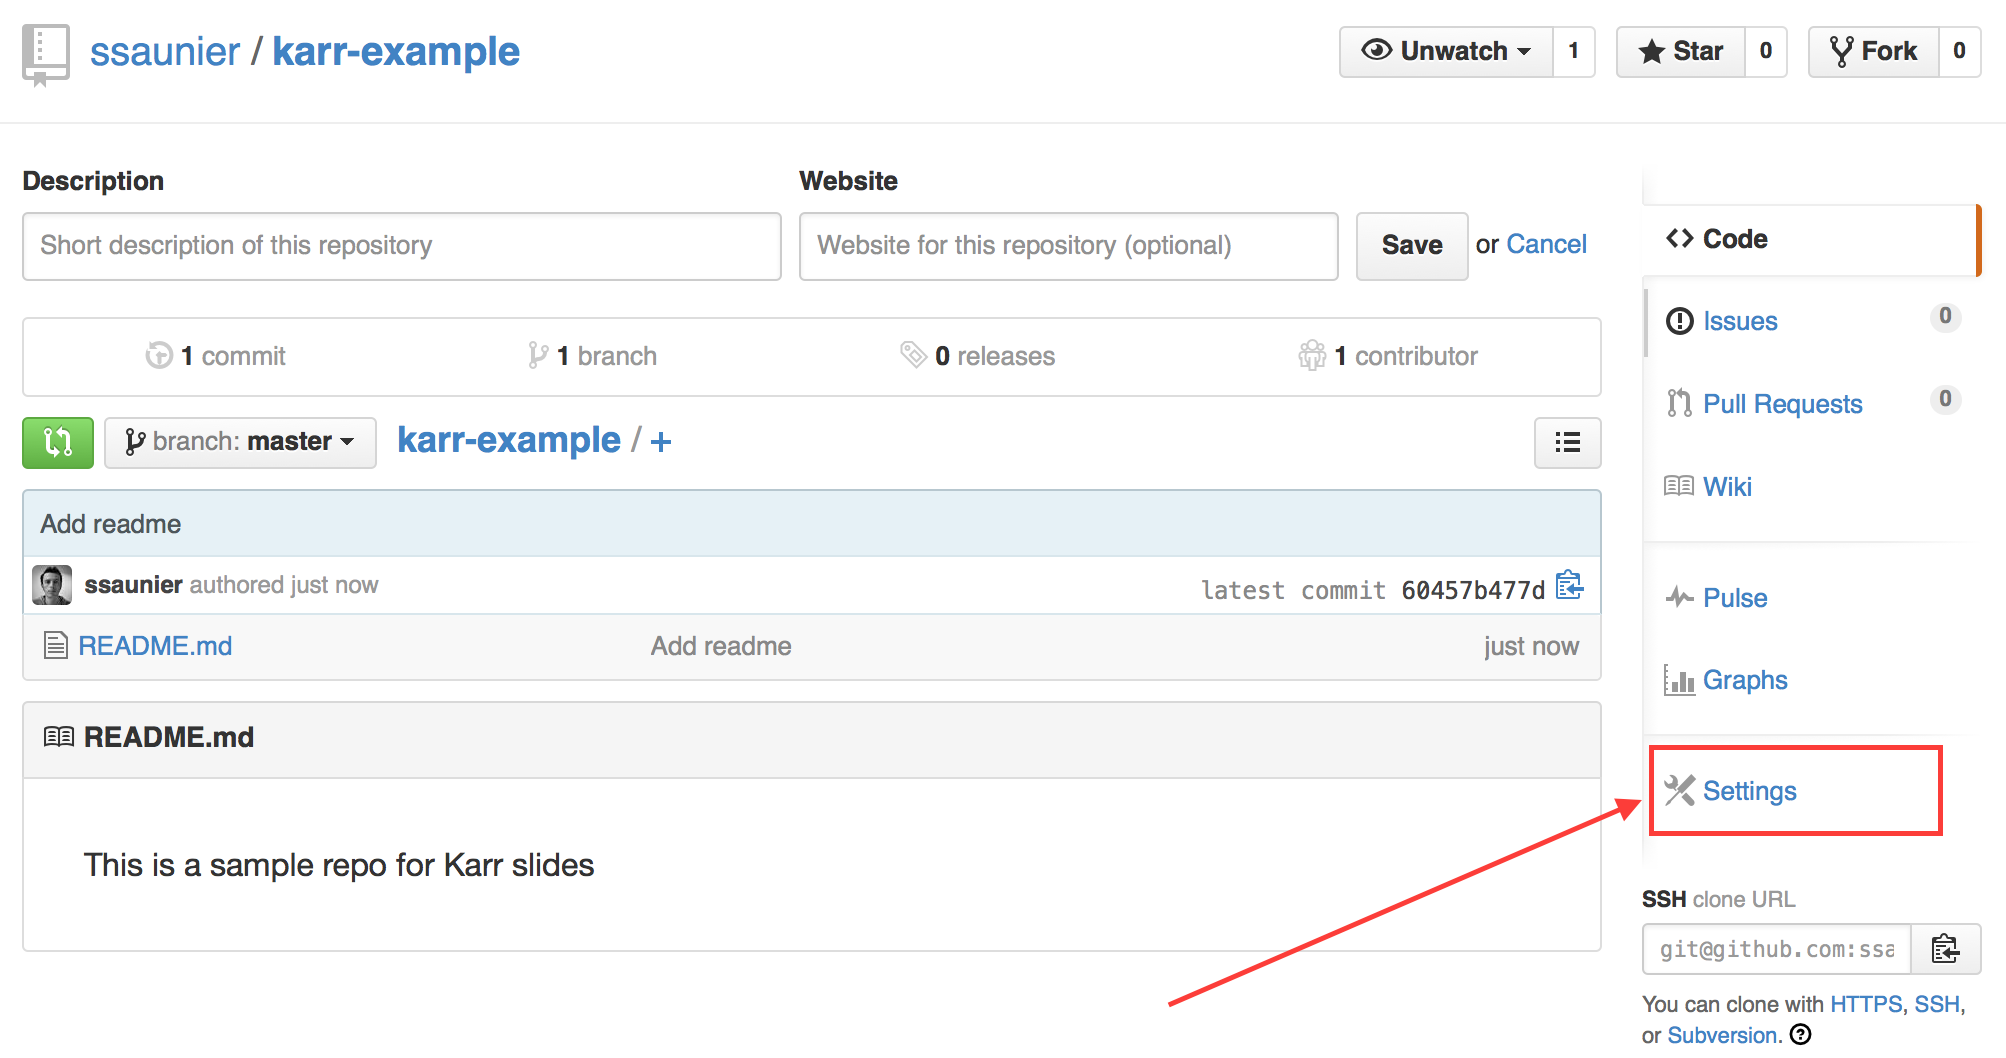 ssaunier / karr-example
Unwatch 1 Star 0 Fork 0
Description
Website
Short description of this repository
Website for this repository (optional)
Save or Cancel
1 commit
1 branch
0 releases
1 contributor
branch: master
karr-example / +
Add readme
ssaunier authored just now
latest commit 60457b477d
README.md
Add readme
just now
README.md
This is a sample repo for Karr slides
Code
Issues 0
Pull Requests 0
Wiki
Pulse
Graphs
Settings
SSH clone URL
git@github.com:ssa
You can clone with HTTPS, SSH,
or Subversion.